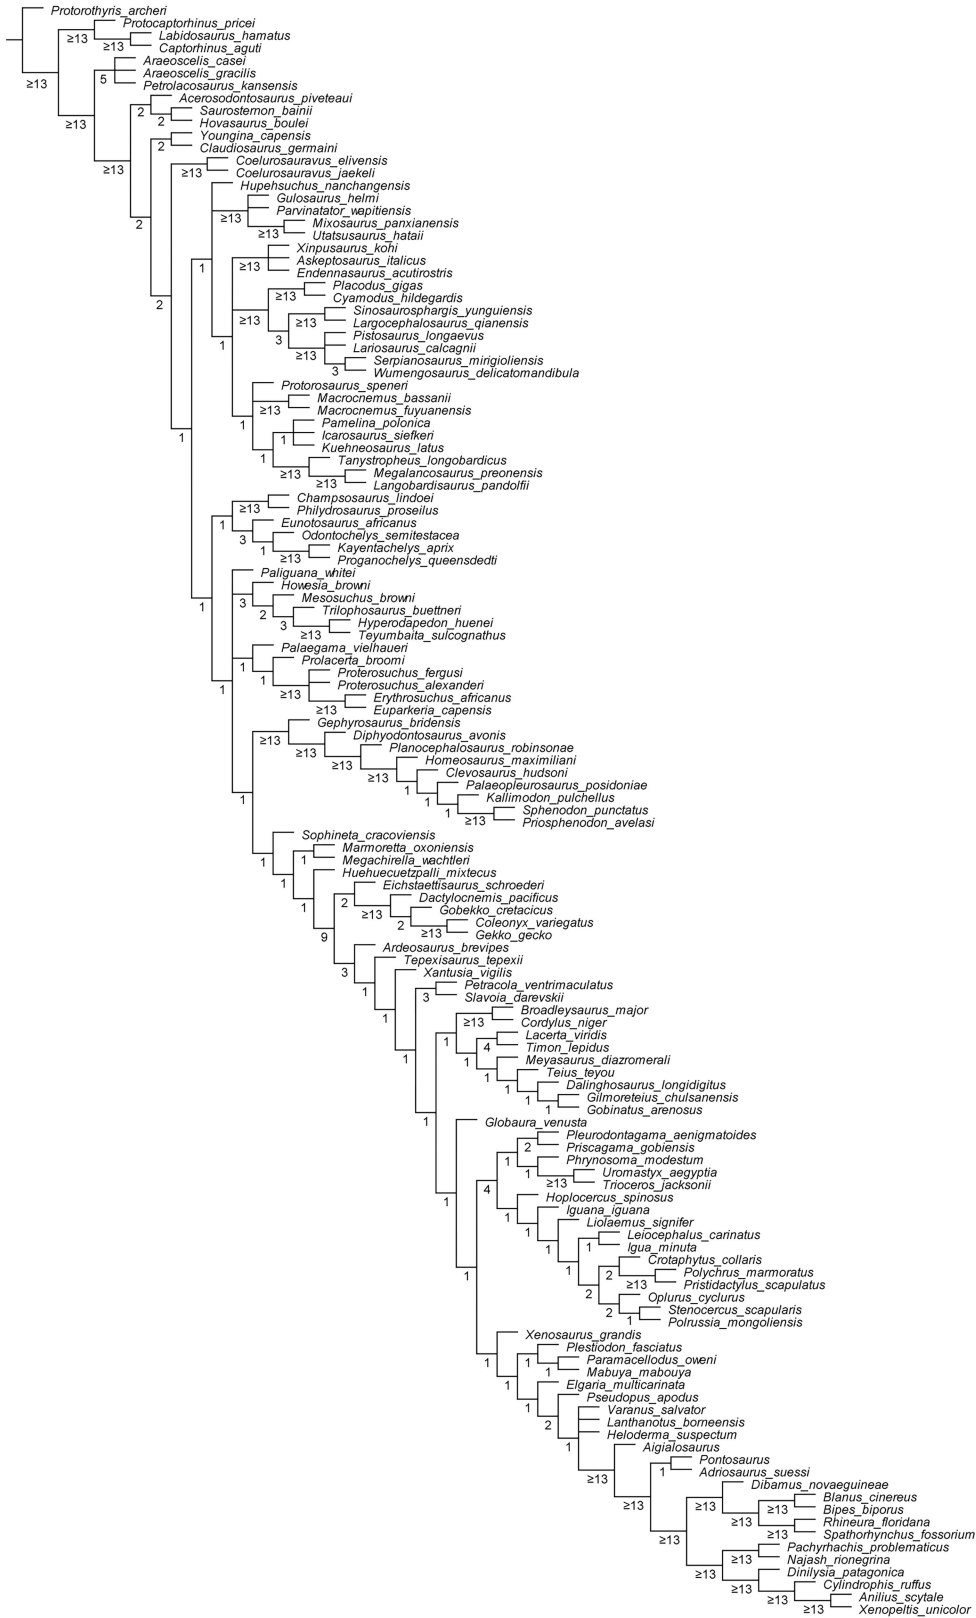 Protorothyris_archeri
Protocaptorhinus_pricei
≥13
Labidosaurus_hamatus
≥13
Captorhinus_aguti
Araeoscelis_casei
≥13
5
Araeoscelis_gracilis
Petrolacosaurus_kansensis
Acerosodontosaurus_piveteaui
≥13
2
Saurosternon_bainii
2
Hovasaurus_boulei
Youngina_capensis
2
Claudiosaurus_germaini
Coelurosauravus_elivensis
≥13
≥13
Coelurosauravus_jaekeli
Hupehsuchus_nanchangensis
Gulosaurus_helmi
2
≥13
Parvinatator_wapitiensis
Mixosaurus_panxianensis
≥13
Utatsusaurus_hataii
Xinpusaurus_kohi
1
≥13
Askeptosaurus_italicus
Endennasaurus_acutirostris
Placodus_gigas
≥13
Cyamodus_hildegardis
2
≥13
Sinosaurosphargis_yunguiensis
≥13
Largocephalosaurus_qianensis
3
Pistosaurus_longaevus
1
≥13
Lariosaurus_calcagnii
Serpianosaurus_mirigioliensis
3
Wumengosaurus_delicatomandibula
Protorosaurus_speneri
Macrocnemus_bassanii
≥13
Macrocnemus_fuyuanensis
Pamelina_polonica
1
1
1
Icarosaurus_siefkeri
Kuehneosaurus_latus
1
Tanystropheus_longobardicus
≥13
Megalancosaurus_preonensis
≥13
Langobardisaurus_pandolfii
Champsosaurus_lindoei
≥13
Philydrosaurus_proseilus
1
Eunotosaurus_africanus
3
Odontochelys_semitestacea
1
Kayentachelys_aprix
≥13
Proganochelys_queensdedti
Paliguana_whitei
Howesia_browni
1
3
Mesosuchus_browni
2
Trilophosaurus_buettneri
3
Hyperodapedon_huenei
≥13
Teyumbaita_sulcognathus
Palaegama_vielhaueri
1
Prolacerta_broomi
1
Proterosuchus_fergusi
1
≥13
Proterosuchus_alexanderi
Erythrosuchus_africanus
≥13
Euparkeria_capensis
Gephyrosaurus_bridensis
≥13
Diphyodontosaurus_avonis
≥13
Planocephalosaurus_robinsonae
≥13
Homeosaurus_maximiliani
≥13
Clevosaurus_hudsoni
1
Palaeopleurosaurus_posidoniae
1
1
Kallimodon_pulchellus
1
Sphenodon_punctatus
≥13
Priosphenodon_avelasi
Sophineta_cracoviensis
Marmoretta_oxoniensis
1
1
Megachirella_wachtleri
1
Huehuecuetzpalli_mixtecus
Eichstaettisaurus_schroederi
1
2
Dactylocnemis_pacificus
≥13
Gobekko_cretacicus
2
Coleonyx_variegatus
9
≥13
Gekko_gecko
Ardeosaurus_brevipes
Tepexisaurus_tepexii
3
Xantusia_vigilis
1
Petracola_ventrimaculatus
3
Slavoia_darevskii
1
Broadleysaurus_major
≥13
Cordylus_niger
Lacerta_viridis
1
4
Timon_lepidus
1
1
Meyasaurus_diazromerali
Teius_teyou
1
Dalinghosaurus_longidigitus
1
Gilmoreteius_chulsanensis
1
1
Gobinatus_arenosus
Globaura_venusta
1
Pleurodontagama_aenigmatoides
2
Priscagama_gobiensis
1
Phrynosoma_modestum
1
Uromastyx_aegyptia
≥13
Trioceros_jacksonii
4
Hoplocercus_spinosus
1
1
Iguana_iguana
1
Liolaemus_signifer
Leiocephalus_carinatus
1
1
Igua_minuta
Crotaphytus_collaris
1
1
2
Polychrus_marmoratus
≥13
Pristidactylus_scapulatus
2
Oplurus_cyclurus
2
Stenocercus_scapularis
1
Polrussia_mongoliensis
Xenosaurus_grandis
Plestiodon_fasciatus
1
1
Paramacellodus_oweni
1
Mabuya_mabouya
1
Elgaria_multicarinata
Pseudopus_apodus
1
Varanus_salvator
2
Lanthanotus_borneensis
Heloderma_suspectum
1
Aigialosaurus
Pontosaurus
≥13
1
Adriosaurus_suessi
Dibamus_novaeguineae
Blanus_cinereus
≥13
≥13
≥13
Bipes_biporus
≥13
Rhineura_floridana
≥13
Spathorhynchus_fossorium
≥13
Pachyrhachis_problematicus
≥13
Najash_rionegrina
≥13
Dinilysia_patagonica
≥13
Cylindrophis_ruffus
≥13
Anilius_scytale
≥13
Xenopeltis_unicolor